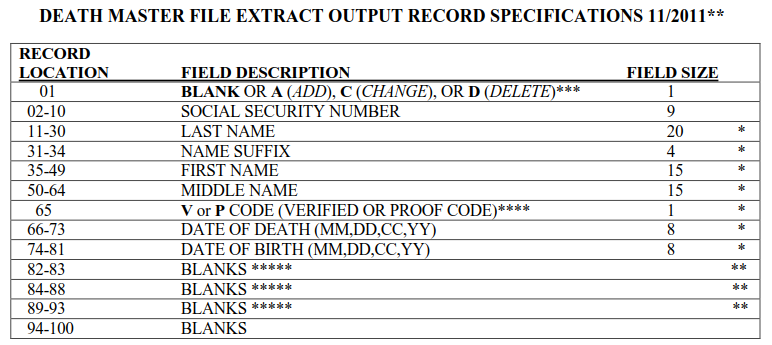 DEATH MASTER FILE EXTRACT OUTPUT RECORD SPECIFICATIONS 11/2011**
RECORD
LOCATION FIELD DESCRIPTION FIELD SIZE
01 BLANK OR A (ADD), C (CHANGE), OR D (DELETE)*** 1
02-10 SOCIAL SECURITY NUMBER 9
11-30 LAST NAME 20 *
31-34 NAME SUFFIX 4 *
35-49 FIRST NAME 15 *
50-64 MIDDLE NAME 15 *
65 V or P CODE (VERIFIED OR PROOF CODE)**** 1 *
66-73 DATE OF DEATH (MM,DD,CC,YY) 8 *
74-81 DATE OF BIRTH (MM,DD,CC,YY) 8 *
82-83 BLANKS ***** **
84-88 BLANKS ***** **
89-93 BLANKS ***** **
94-100 BLANKS